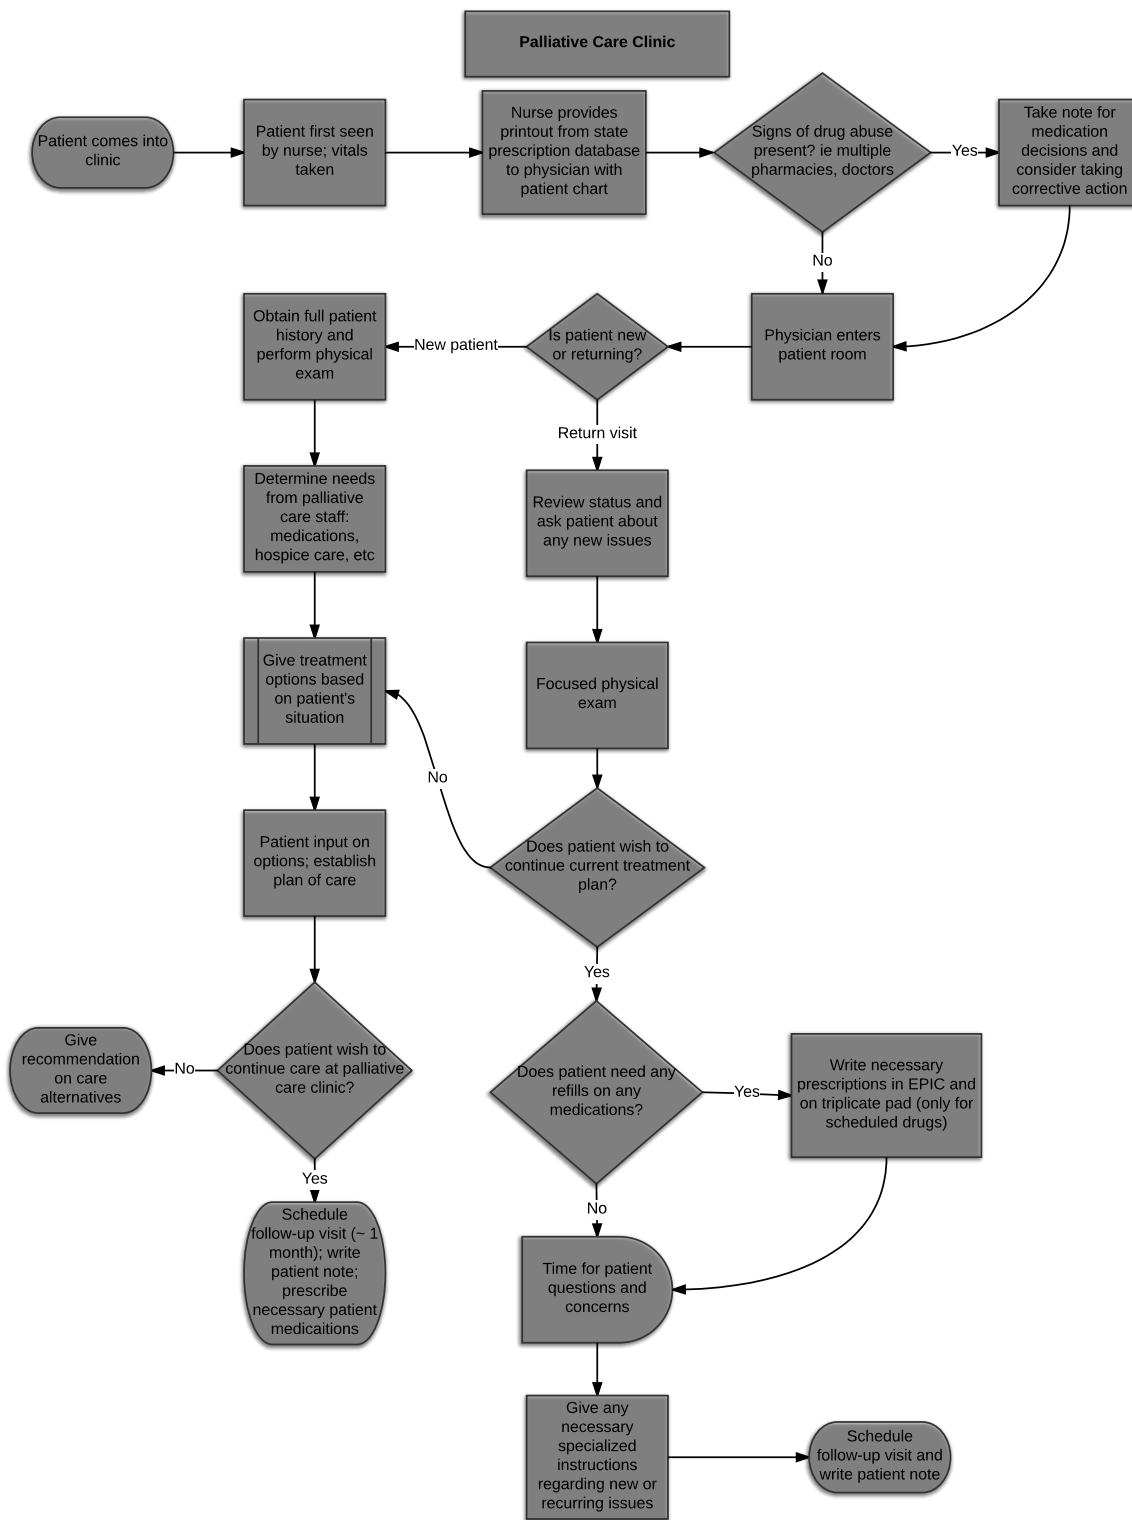 Palliative Care Clinic
Patient comes into
clinic
Patient first seen
by nurse; vitals
taken
Nurse provides
printout from state
prescription database
to physician with
patient chart
Signs of drug abuse
present? ie multiple
pharmacies, doctors
Yes
Take note for
medication
decisions and
consider taking
corrective action
No
Physician enters
patient room
Is patient new
or returning?
New patient
Obtain full patient
history and
perform physical
exam
Return visit
Determine needs
from palliative
care staff:
medications,
hospice care, etc
Review status and
ask patient about
any new issues
Give treatment
options based
on patient's
situation
Focused physical
exam
No
Patient input on
options; establish
plan of care
Does patient wish to
continue current treatment
plan?
Yes
Does patient wish to
continue care at palliative
care clinic?
No
Give
recommendation
on care
alternatives
Yes
Schedule
follow-up visit (~ 1
month); write
patient note;
prescribe
necessary patient
medicaitions
Does patient need any
refills on any
medications?
Yes
Write necessary
prescriptions in EPIC and
on triplicate pad (only for
scheduled drugs)
No
Time for patient
questions and
concerns
Give any
necessary
specialized
instructions
regarding new or
recurring issues
Schedule
follow-up visit and
write patient note